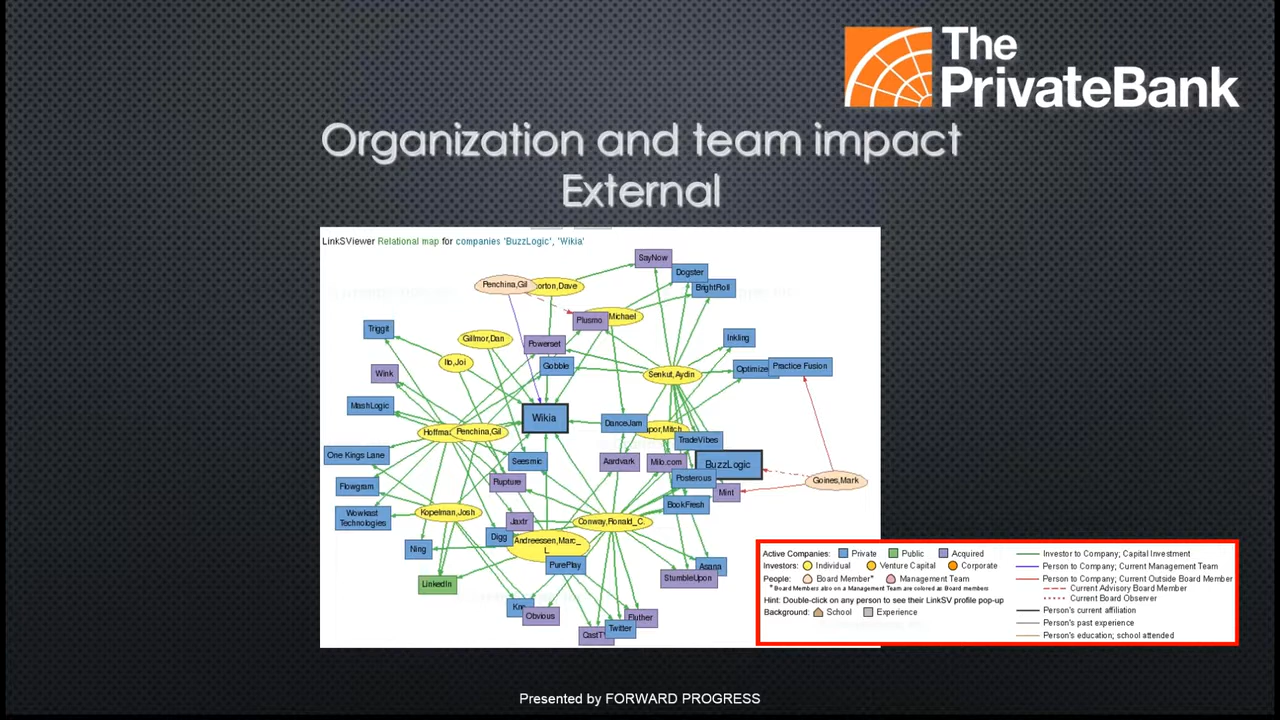 The
PrivateBank
Organization and team impact
External
LinkSViewer Relational map for companies 'BuzzLogic', 'Wikia'
SayNow
Dogster
BrightRoll
Penchina,Gil
orton,Dave
Plusmo
Michael
Triggit
Gillmor,Dan
Powerset
Inkling
Ito,Joi
Gobble
Optimize
Practice Fusion
Wink
Senkut,Aydin
MashLogic
Wikia
DanceJam
apor,Mitch
Hoffma
Penchina,Gil
TradeVibes
One Kings Lane
Seesmic
Aardvark
Milo.com
BuzzLogic
Flowgram
Rupture
Posterous
Goines,Mark
Mint
Wowkast
Technologies
Kopelman,Josh
BookFresh
Jaxtr
Conway,Ronald_C.
Digg
Andreessen,Marc_
L.
Ning
PurePlay
Asana
LinkedIn
StumbleUpon
Obvious
Fluther
CastT
Twitter
Active Companies: Private Public Acquired
Investors: Individual Venture Capital Corporate
People: Board Member* Management Team
*Board Members also on a Management Team are colored as Board members
Hint: Double-click on any person to see their LinkSV profile pop-up
Background: School Experience
Investor to Company; Capital Investment
Person to Company; Current Management Team
Person to Company; Current Outside Board Member
Current Advisory Board Member
Current Board Observer
Person's current affiliation
Person's past experience
Person's education; school attended
Presented by FORWARD PROGRESS